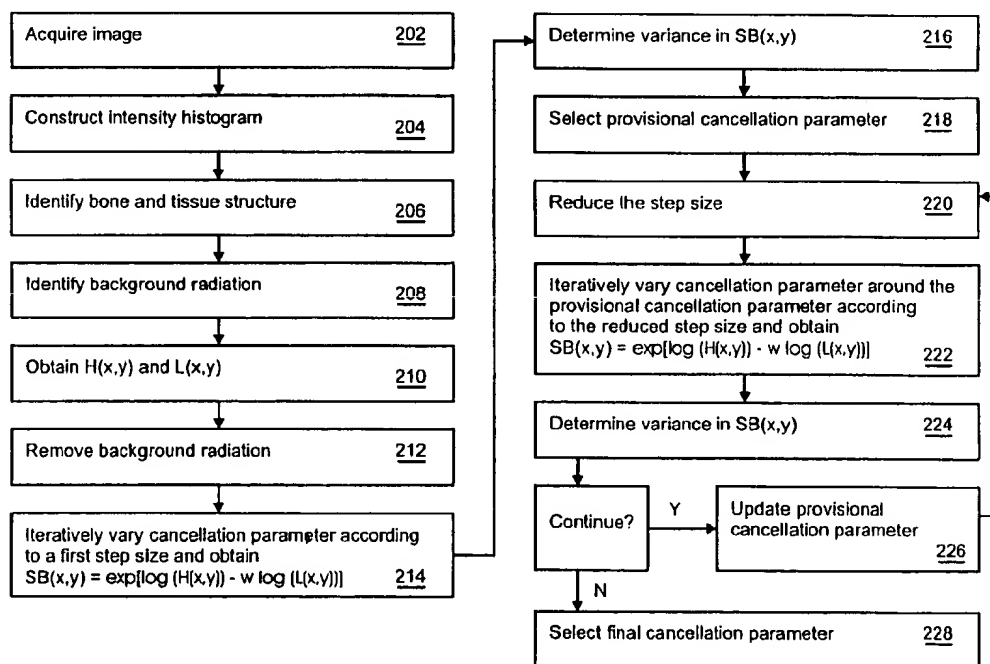 Acquire image 202
Construct intensity histogram 204
Identify bone and tissue structure 206
Identify background radiation 208
Obtain H(x,y) and L(x,y) 210
Remove background radiation 212
Iteratively vary cancellation parameter according
to a first step size and obtain
SB(x,y) = exp[log (H(x,y)) - w log (L(x,y))] 214
Determine variance in SB(x,y) 216
Select provisional cancellation parameter 218
Reduce the step size 220
Iteratively vary cancellation parameter around the
provisional cancellation parameter according
to the reduced step size and obtain
SB(x,y) = exp[log (H(x,y)) - w log (L(x,y))] 222
Determine variance in SB(x,y) 224
Continue?
Y
Update provisional
cancellation parameter
226
N
Select final cancellation parameter 228